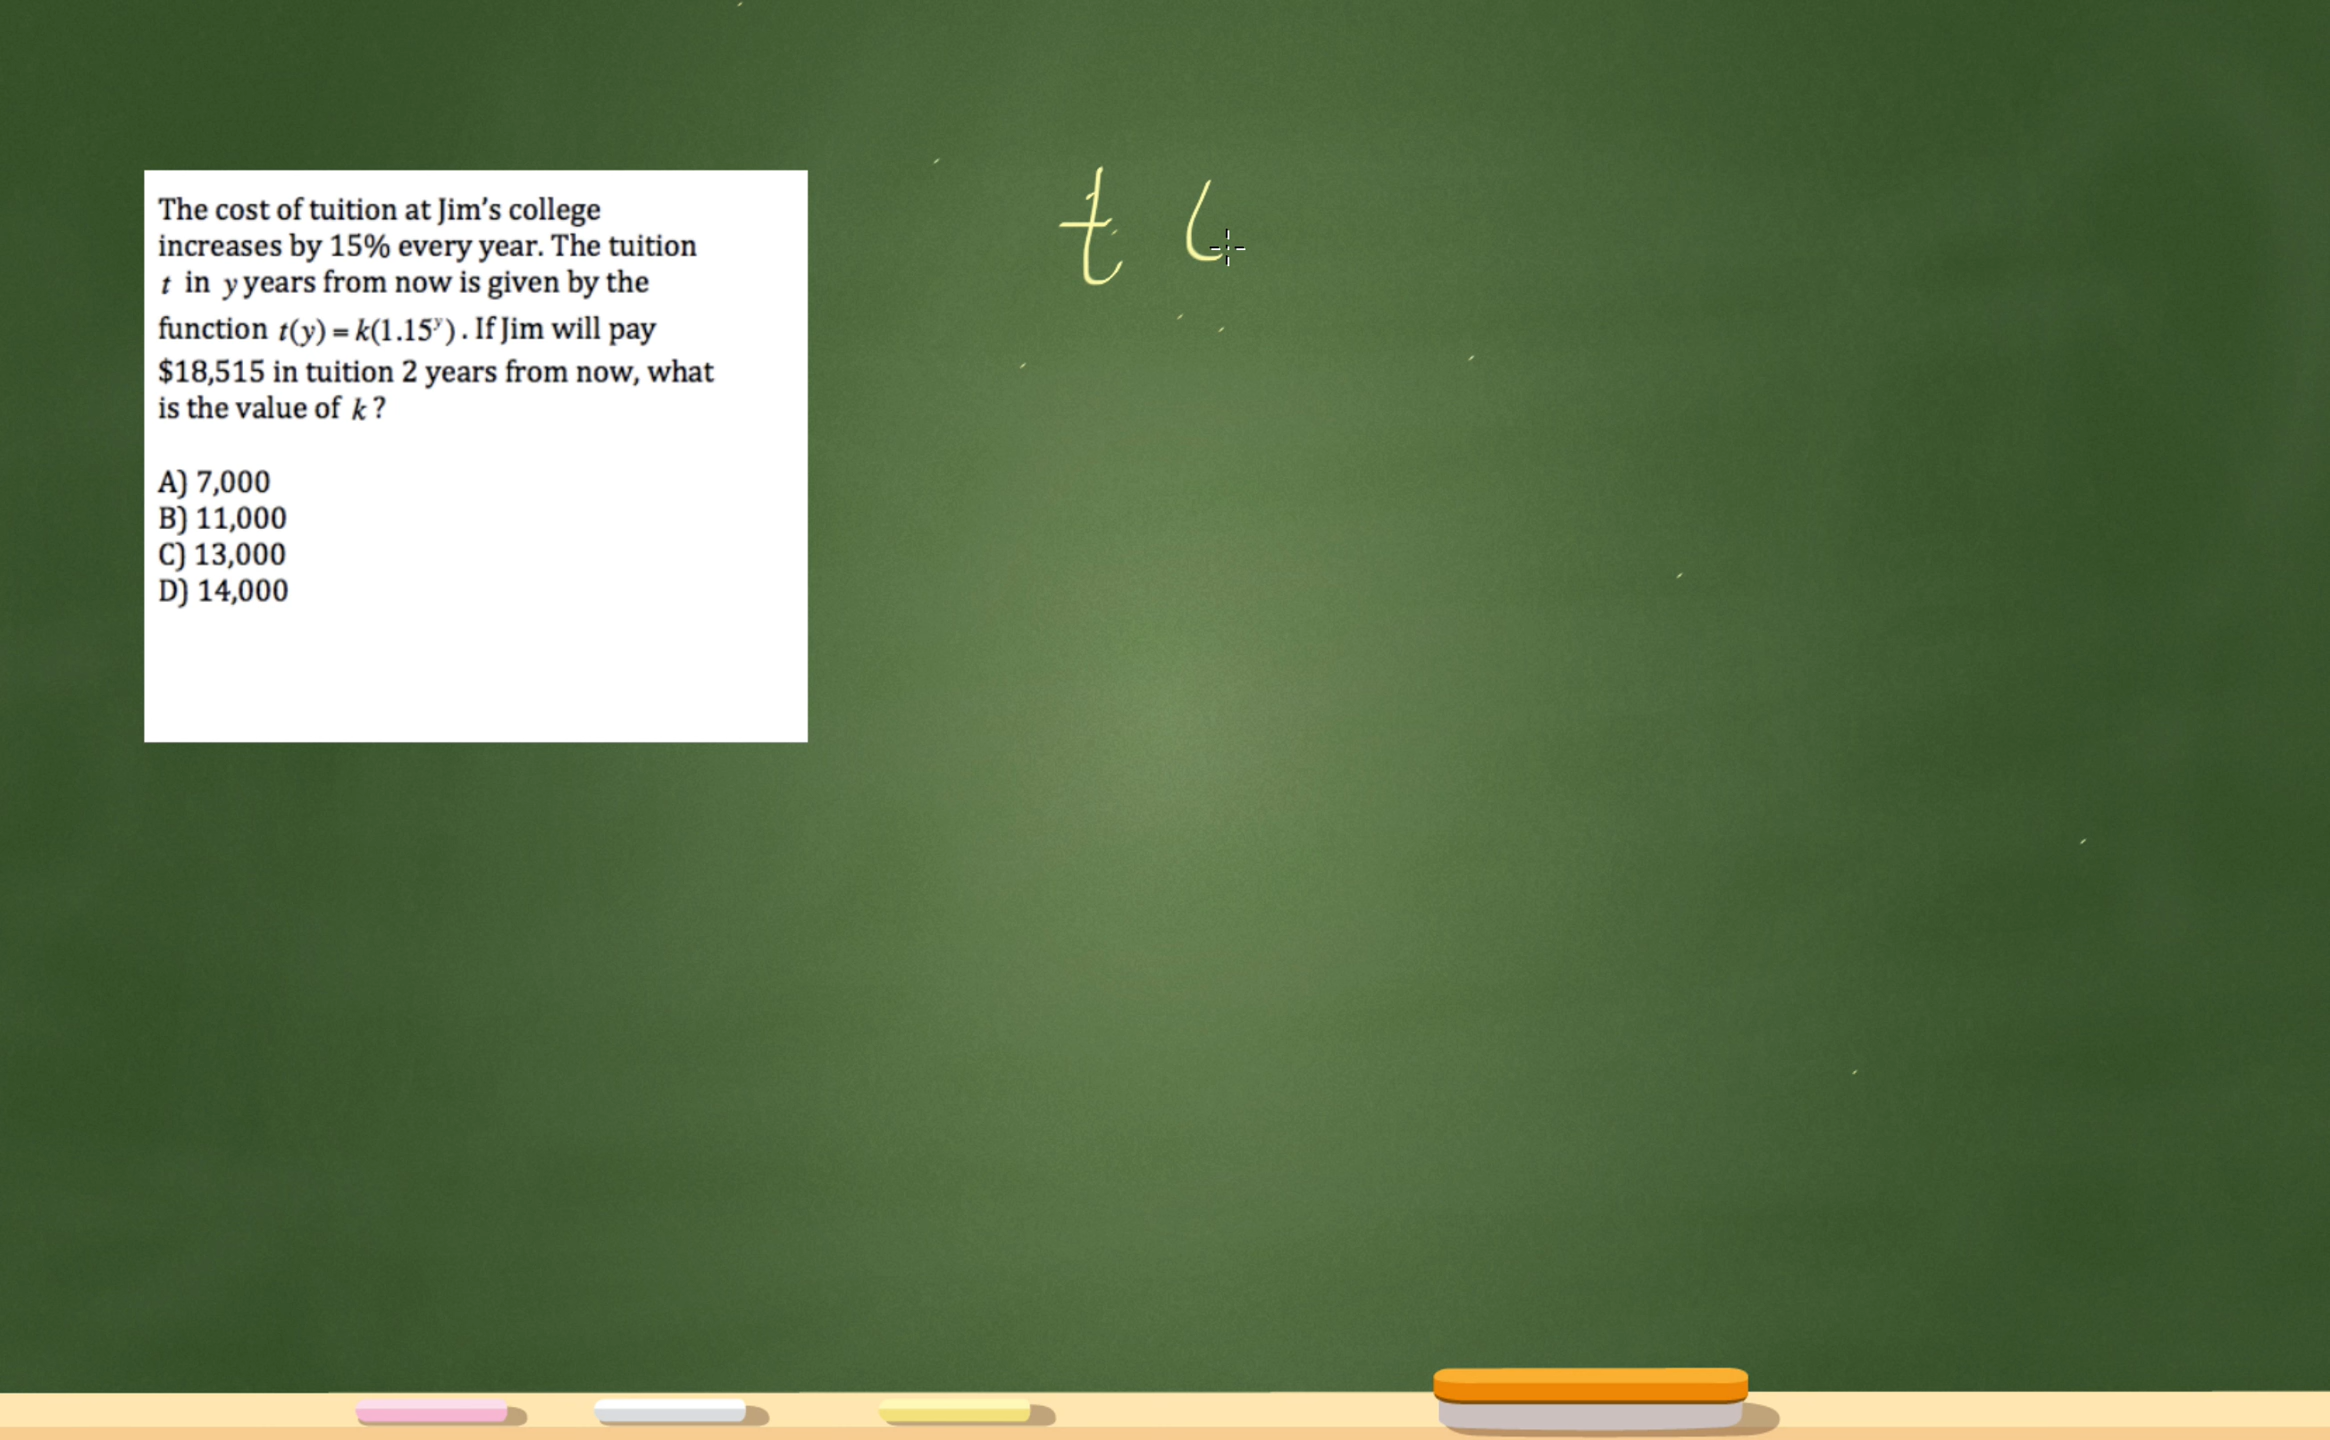 The cost of tuition at Jim's college
increases by 15% every year. The tuition
t in y years from now is given by the
function t(y) = k(1.15ʸ). If Jim will pay
$18,515 in tuition 2 years from now, what
is the value of k?
A) 7,000
B) 11,000
C) 13,000
D) 14,000
t (